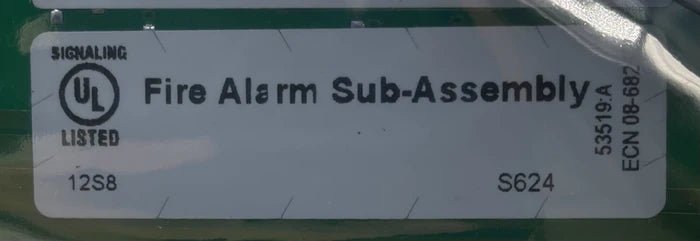 SIGNALING
UL
LISTED
Fire Alarm Sub-Assembly
12S8
S624
53519:A
ECN 08-682